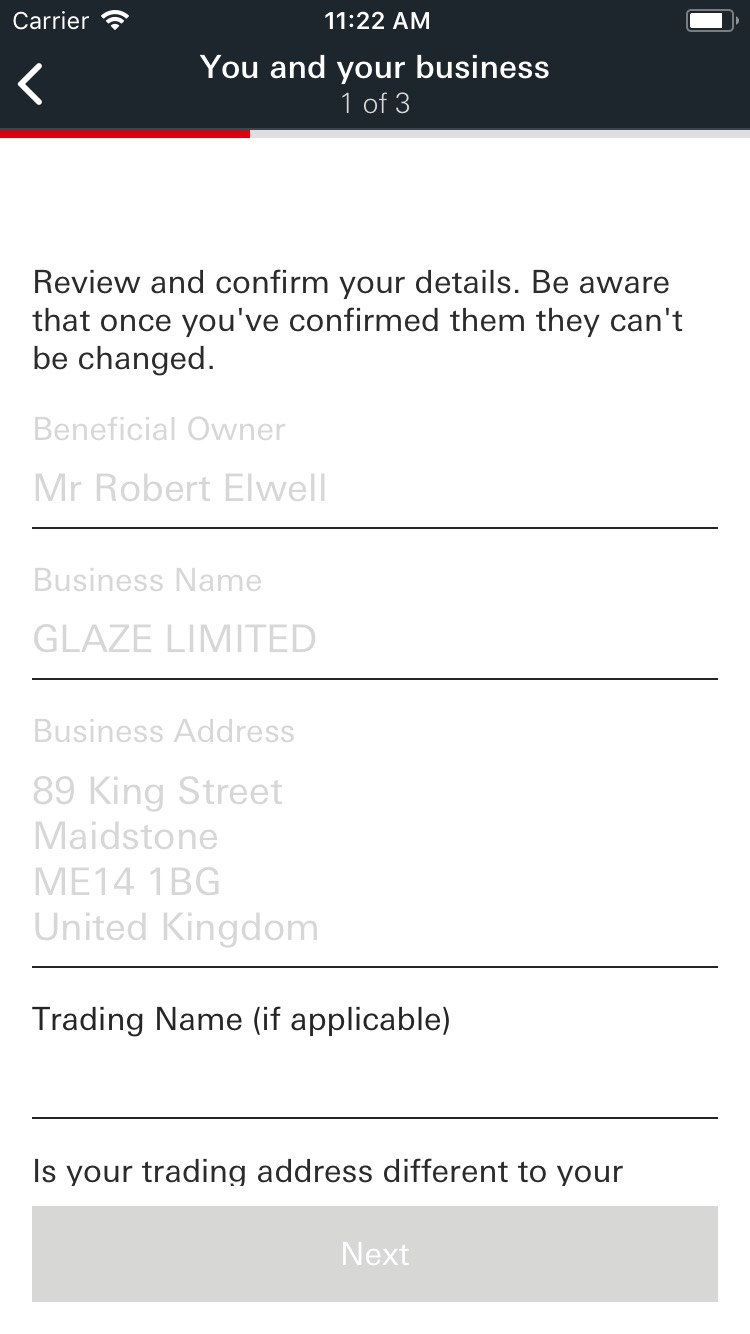 Carrier 11:22 AM
You and your business
1 of 3
Review and confirm your details. Be aware
that once you've confirmed them they can't
be changed.
Beneficial Owner
Mr Robert Elwell
Business Name
GLAZE LIMITED
Business Address
89 King Street
Maidstone
ME14 1BG
United Kingdom
Trading Name (if applicable)
Is your trading address different to your
Next